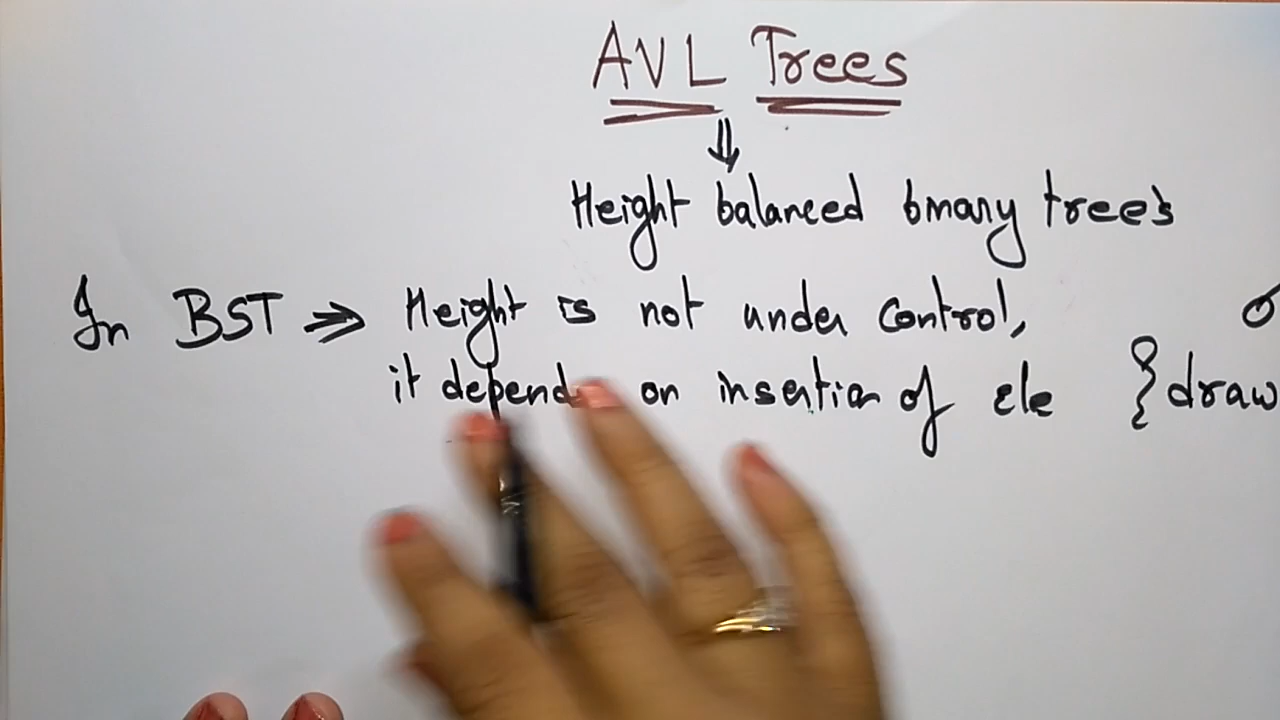 AVL Trees
Height balanced binary trees
In BST ⇒ Height is not under control,
it depends on insertion of ele } draw